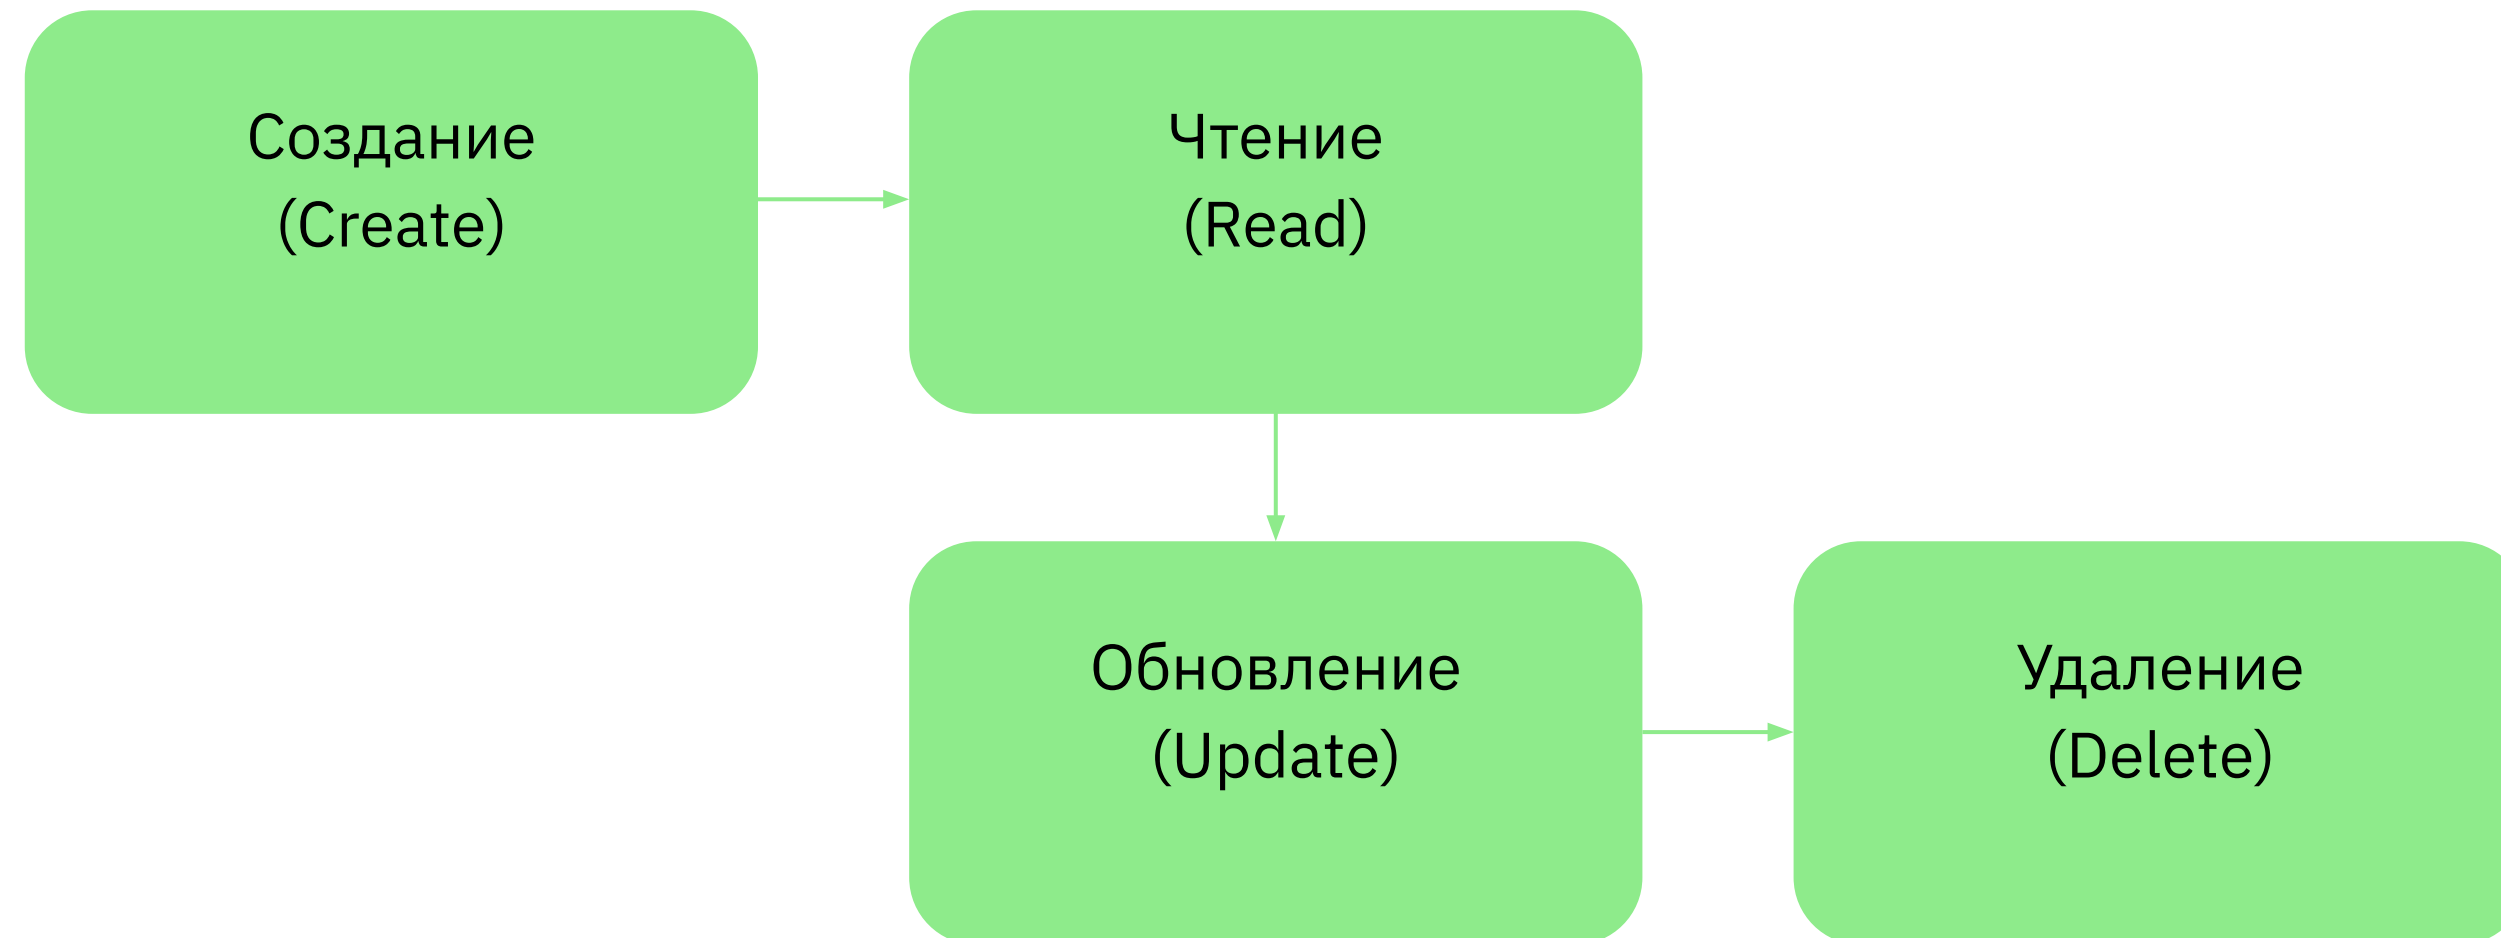 Создание
(Create)
Чтение
(Read)
Обновление
(Update)
Удаление
(Delete)